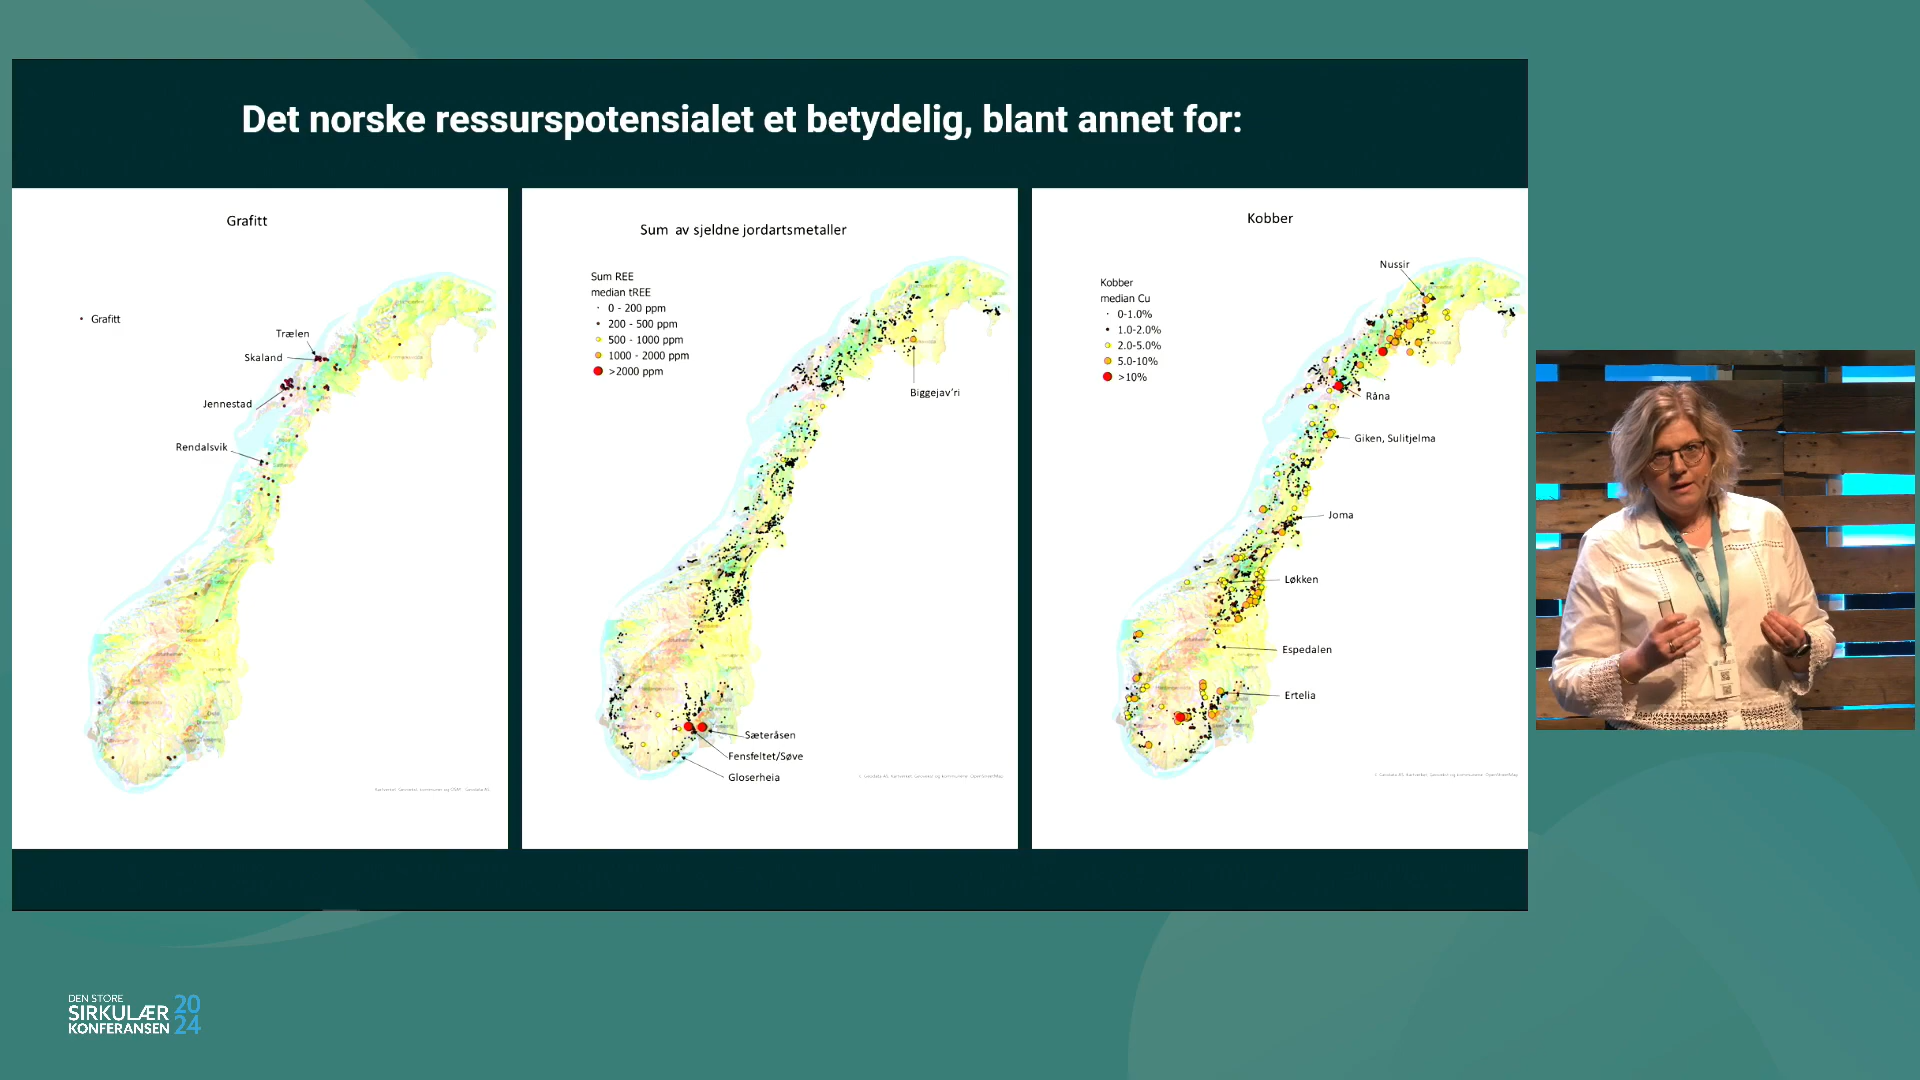 Det norske ressurspotensialet et betydelig, blant annet for:
Grafitt
Grafitt
Trælen
Skaland
Jennestad
Rendalsvik
Sum av sjeldne jordartsmetaller
Sum REE
median tREE
0 - 200 ppm
200 - 500 ppm
500 - 1000 ppm
1000 - 2000 ppm
>2000 ppm
Biggejav'ri
Sæteråsen
Fensfeltet/Søve
Gloserheia
Kobber
Kobber
median Cu
0-1.0%
1.0-2.0%
2.0-5.0%
5.0-10%
>10%
Nussir
Råna
Giken, Sulitjelma
Joma
Løkken
Espedalen
Ertelia
DEN STORE
SIRKULÆR
KONFERANSEN
20
24